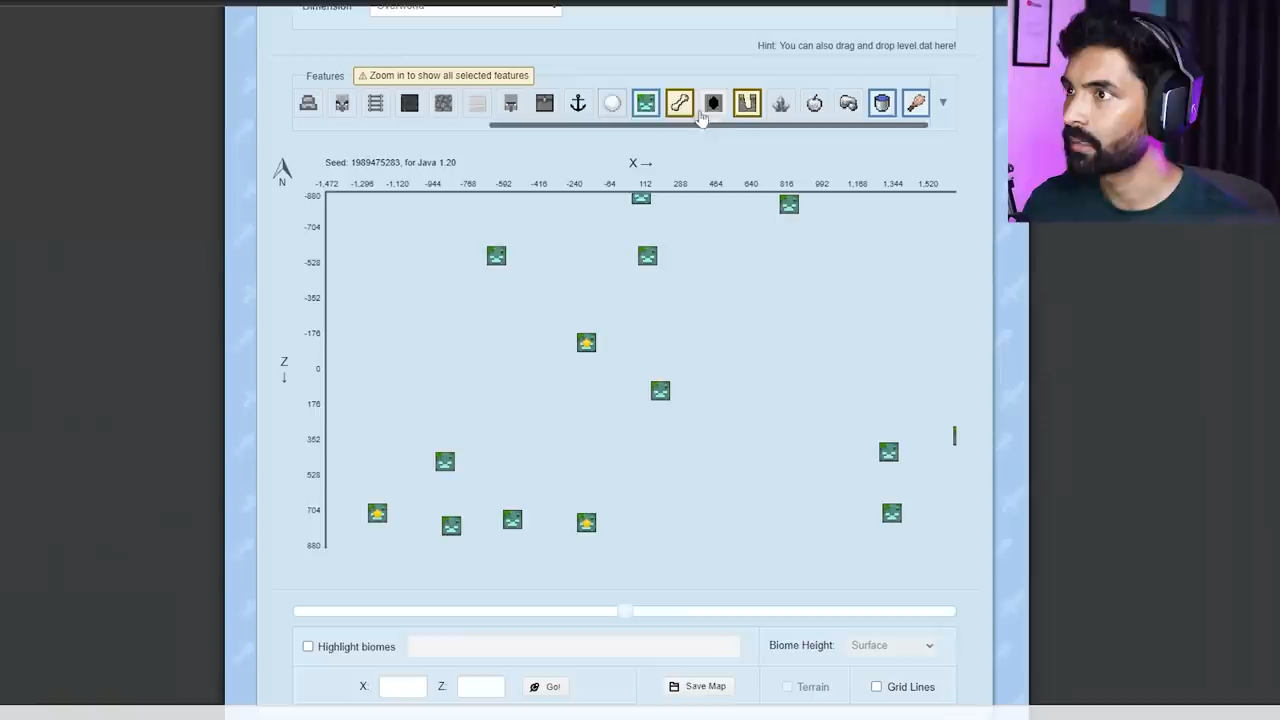 Dimension
Overworld
Hint: You can also drag and drop level.dat here!
Features
⚠ Zoom in to show all selected features
Seed: 1989475283, for Java 1.20
X →
N
-1,472 -1,296 -1,120 -944 -768 -592 -416 -240 -64 112 288 464 640 816 992 1,168 1,344 1,520
-880
-704
-528
-352
-176
Z
↓
0
176
352
528
704
880
Highlight biomes
Biome Height: Surface
X: Z: Go! Save Map Terrain Grid Lines